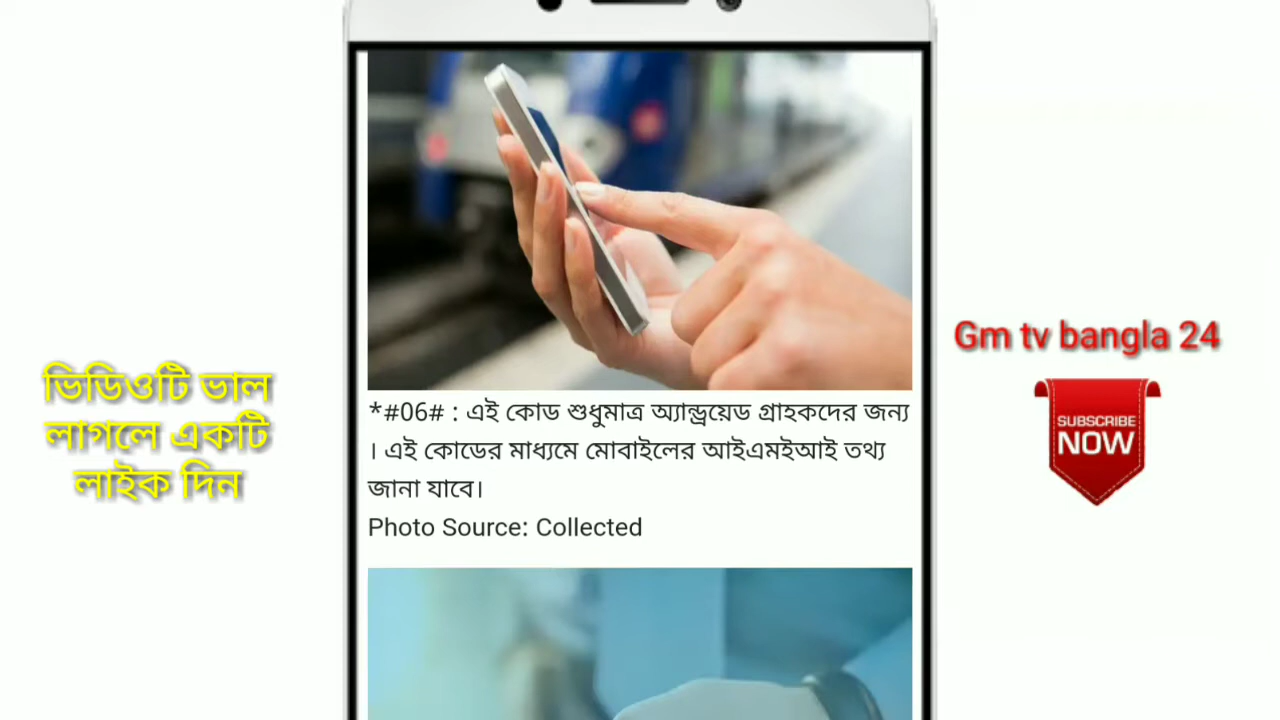 ভিডিওটি ভাল
লাগলে একটি
লাইক দিন
*#06# : এই কোড শুধুমাত্র অ্যান্ড্রয়েড গ্রাহকদের জন্য
। এই কোডের মাধ্যমে মোবাইলের আইএমইআই তথ্য
জানা যাবে।
Photo Source: Collected
Gm tv bangla 24
SUBSCRIBE
NOW